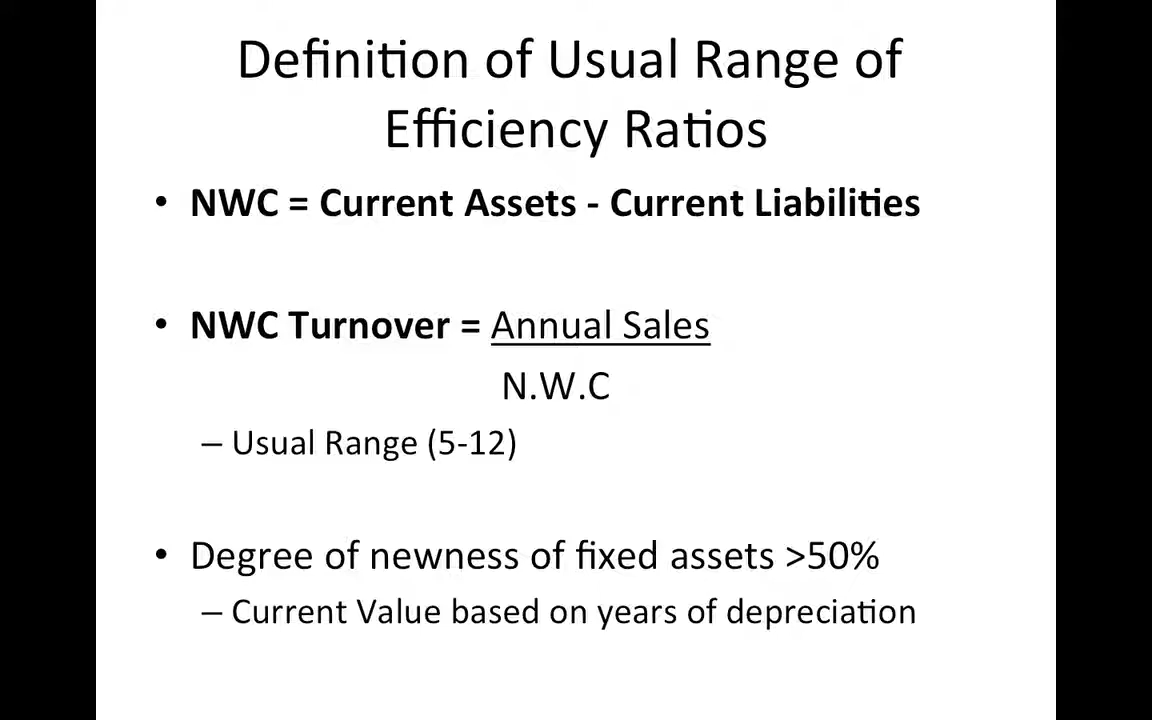 Definition of Usual Range of
Efficiency Ratios
• NWC = Current Assets - Current Liabilities
• NWC Turnover = Annual Sales
N.W.C
– Usual Range (5-12)
• Degree of newness of fixed assets >50%
– Current Value based on years of depreciation